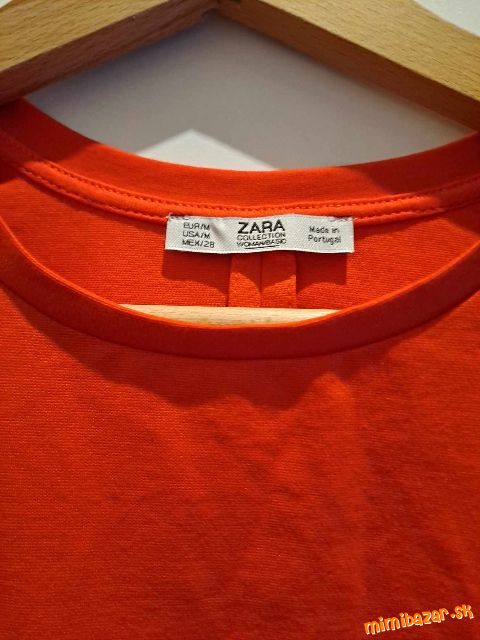 EUR/M
USA/M
MEX/28
ZARA
COLLECTION
WOMAN/BASIC
Made in
Portugal
mimibazar.sk